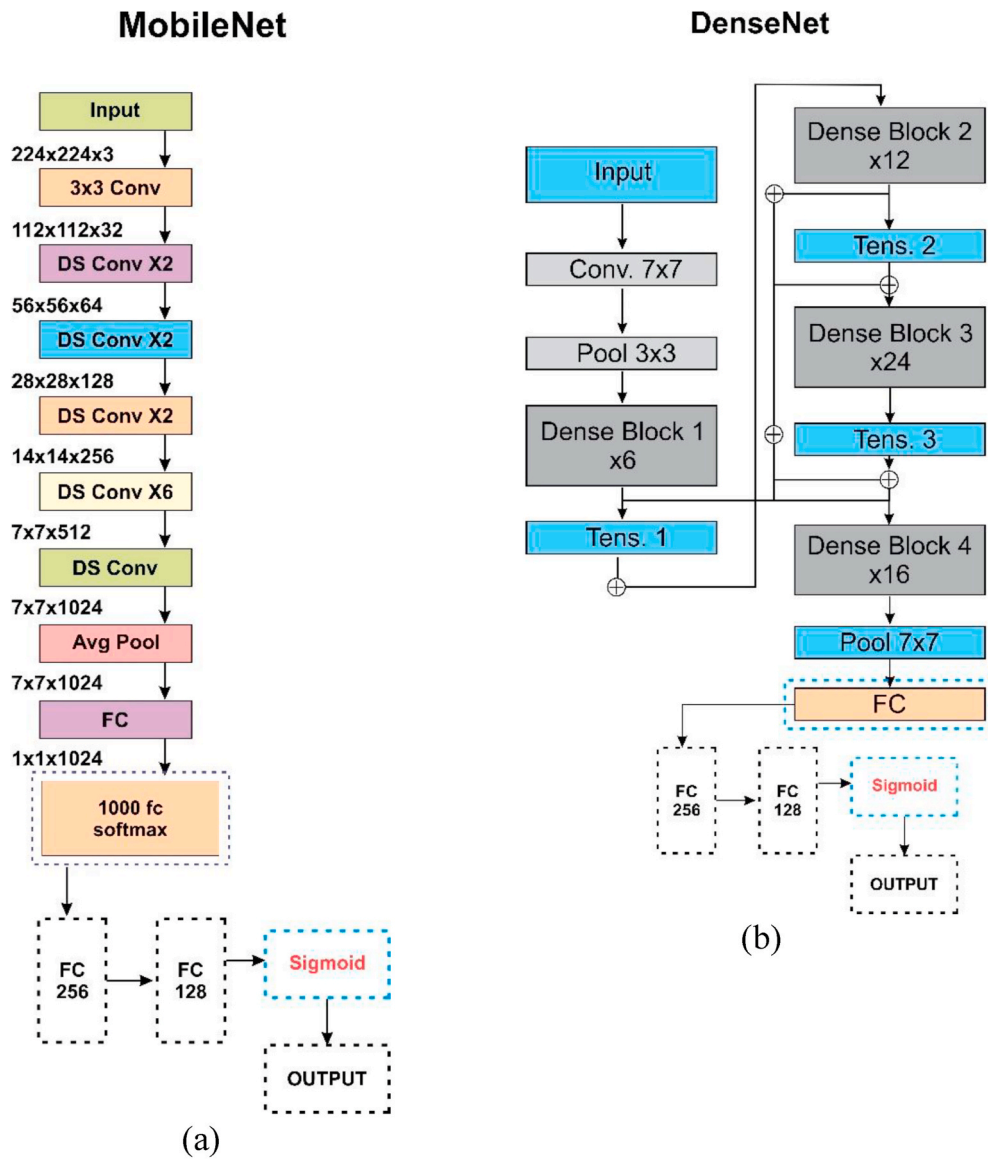 MobileNet
Input
224x224x3
3x3 Conv
112x112x32
DS Conv X2
56x56x64
DS Conv X2
28x28x128
DS Conv X2
14x14x256
DS Conv X6
7x7x512
DS Conv
7x7x1024
Avg Pool
7x7x1024
FC
1x1x1024
1000 fc
softmax
FC
256
FC
128
Sigmoid
OUTPUT
(a)
DenseNet
Input
Conv. 7x7
Pool 3x3
Dense Block 1
x6
Tens. 1
Dense Block 2
x12
Tens. 2
Dense Block 3
x24
Tens. 3
Dense Block 4
x16
Pool 7x7
FC
FC
256
FC
128
Sigmoid
OUTPUT
(b)